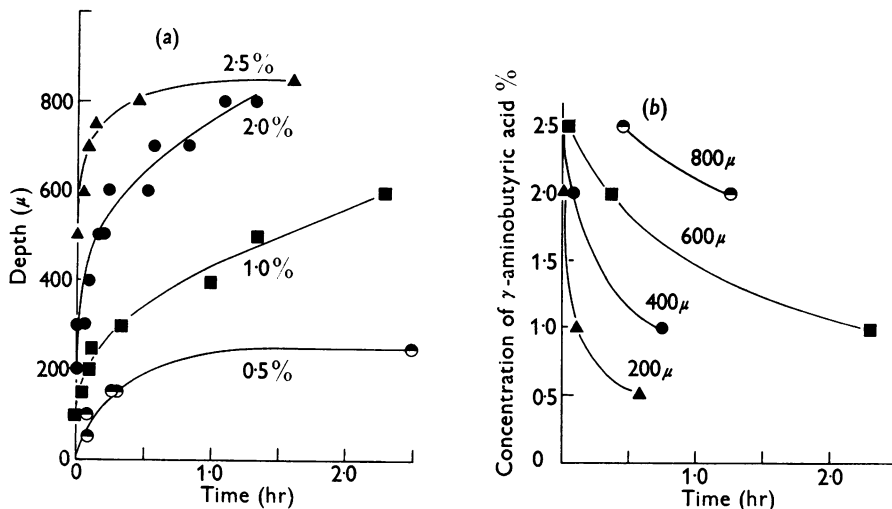 (a)
2·5%
2·0%
1·0%
0·5%
800
600
400
200
0
Depth (μ)
0
1·0
2·0
Time (hr)
(b)
800μ
600μ
400μ
200μ
2·5
2·0
1·5
1·0
0·5
0
Concentration of γ-aminobutyric acid %
0
1·0
2·0
Time (hr)